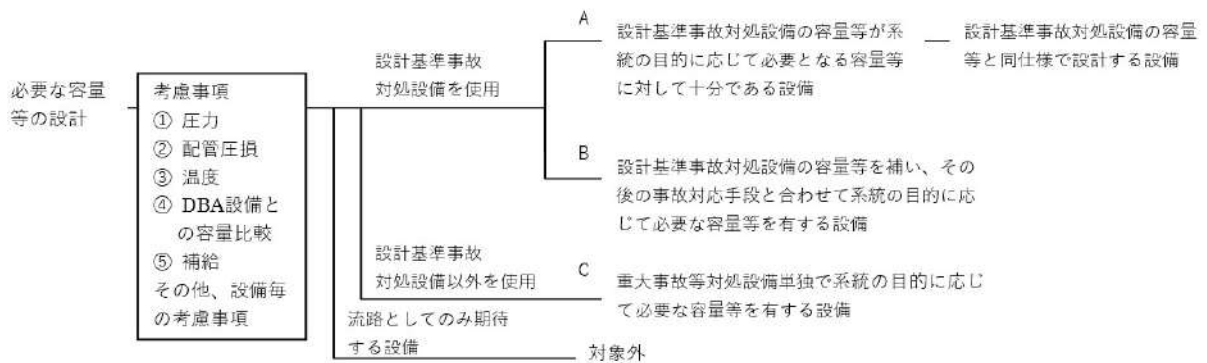 必要な容量
等の設計
考慮事項
① 圧力
② 配管圧損
③ 温度
④ DBA設備と
の容量比較
⑤ 補給
その他、設備毎
の考慮事項
設計基準事故
対処設備を使用
A
設計基準事故対処設備の容量等が系
統の目的に応じて必要となる容量等
に対して十分である設備
設計基準事故対処設備の容量
等と同仕様で設計する設備
B
設計基準事故対処設備の容量等を補い、その
後の事故対応手段と合わせて系統の目的に応
じて必要な容量等を有する設備
設計基準事故
対処設備以外を使用
C
重大事故等対処設備単独で系統の目的に応じ
て必要な容量等を有する設備
流路としてのみ期待
する設備
対象外